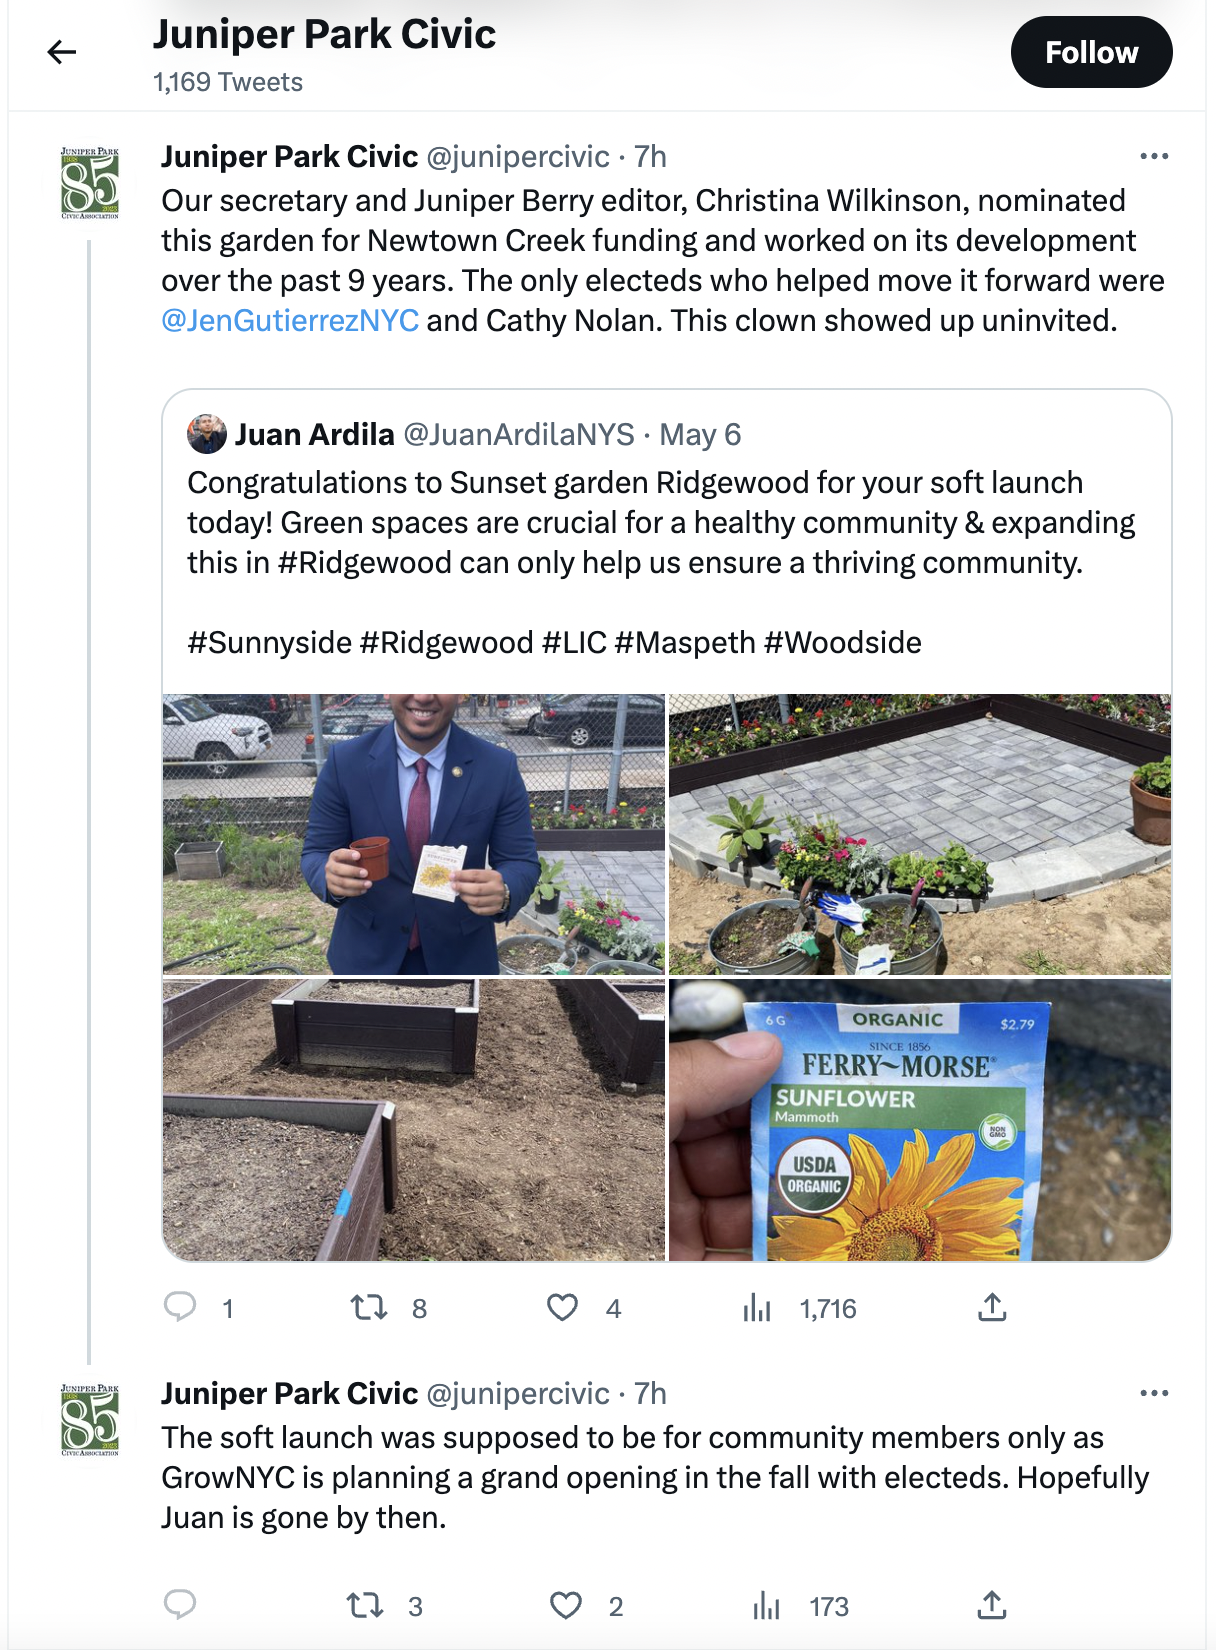 Juniper Park Civic
1,169 Tweets
Follow
JUNIPER PARK
1938
85
2023
CIVIC ASSOCIATION
Juniper Park Civic @junipercivic · 7h
Our secretary and Juniper Berry editor, Christina Wilkinson, nominated
this garden for Newtown Creek funding and worked on its development
over the past 9 years. The only electeds who helped move it forward were
@JenGutierrezNYC and Cathy Nolan. This clown showed up uninvited.
Juan Ardila @JuanArdilaNYS · May 6
Congratulations to Sunset garden Ridgewood for your soft launch
today! Green spaces are crucial for a healthy community & expanding
this in #Ridgewood can only help us ensure a thriving community.
#Sunnyside #Ridgewood #LIC #Maspeth #Woodside
SUNFLOWER
6 G
ORGANIC
$2.79
SINCE 1856
FERRY~MORSE®
SUNFLOWER
Mammoth
NON
GMO
USDA
ORGANIC
1
8
4
1,716
JUNIPER PARK
1938
85
2023
CIVIC ASSOCIATION
Juniper Park Civic @junipercivic · 7h
The soft launch was supposed to be for community members only as
GrowNYC is planning a grand opening in the fall with electeds. Hopefully
Juan is gone by then.
3
2
173